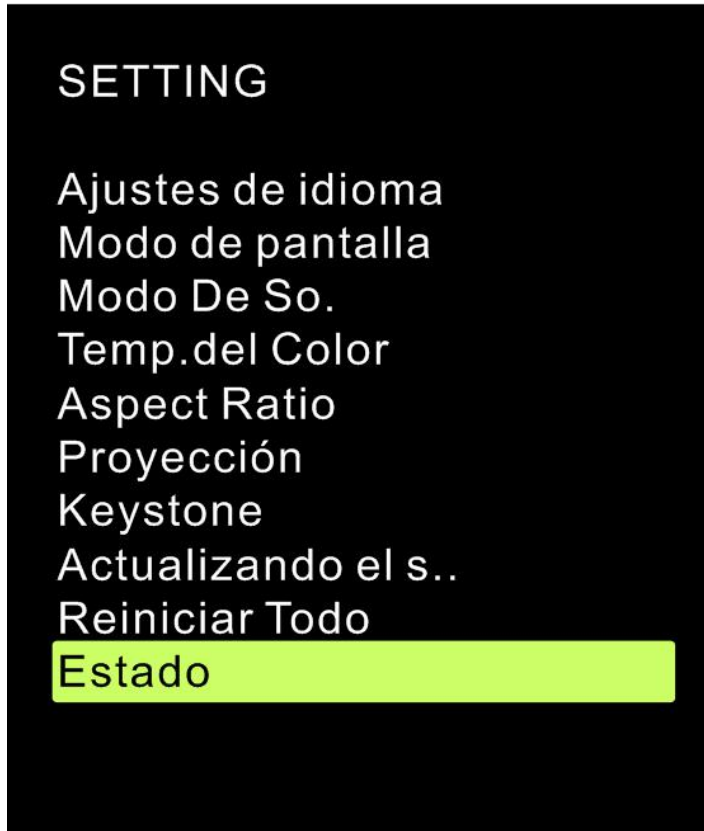 SETTING
Ajustes de idioma
Modo de pantalla
Modo De So.
Temp.del Color
Aspect Ratio
Proyección
Keystone
Actualizando el s..
Reiniciar Todo
Estado